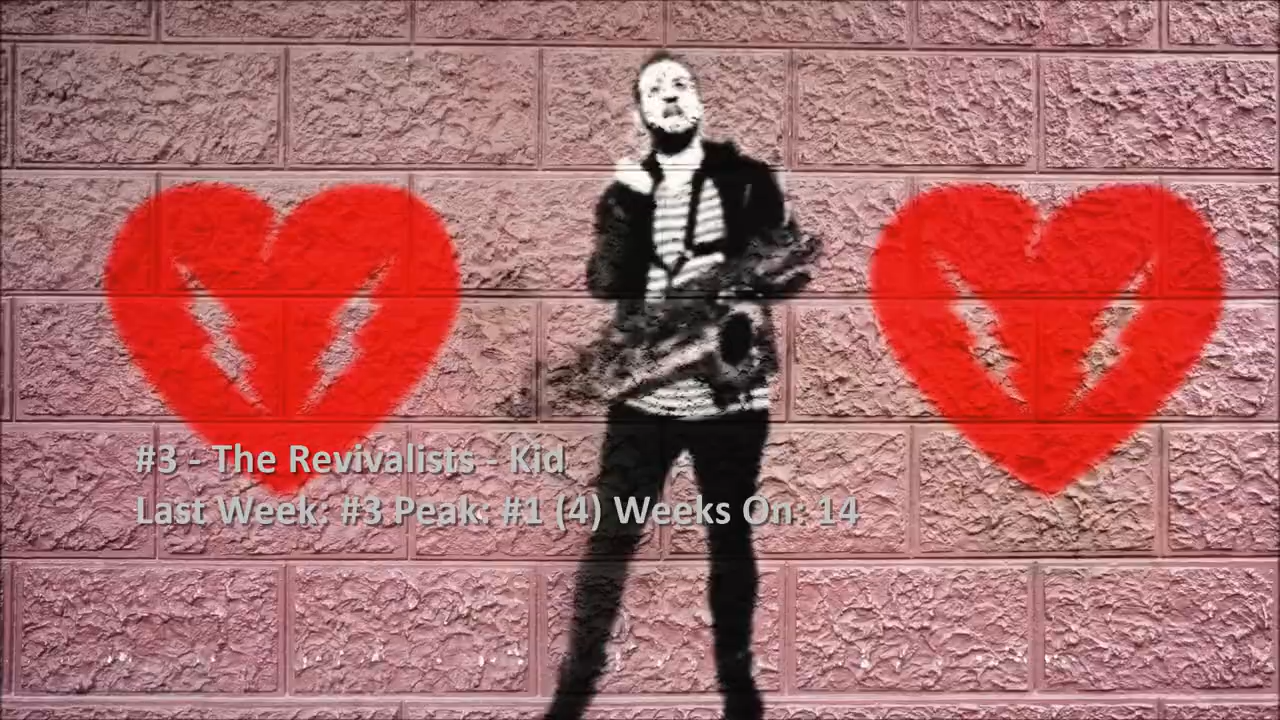 #3 - The Revivalists - Kid
Last Week: #3 Peak: #1 (4) Weeks On: 14